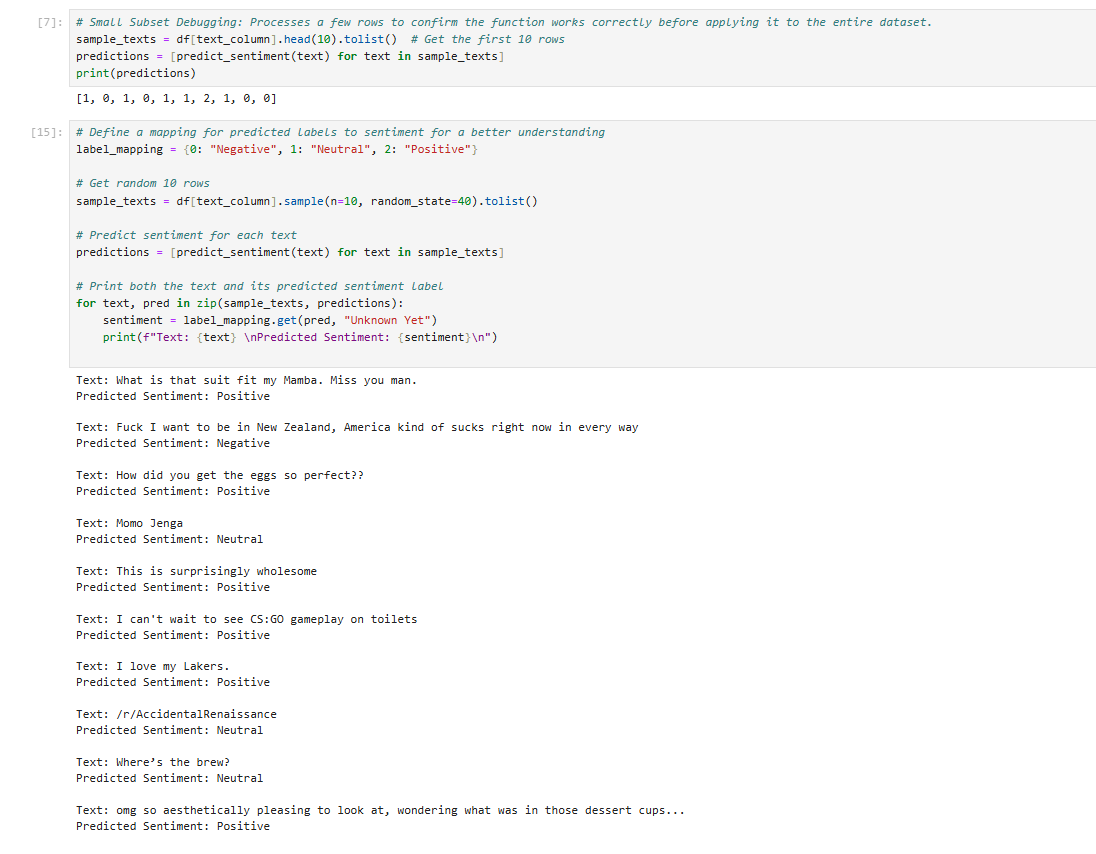 [7]: # Small Subset Debugging: Processes a few rows to confirm the function works correctly before applying it to the entire dataset.
sample_texts = df[text_column].head(10).tolist()  # Get the first 10 rows
predictions = [predict_sentiment(text) for text in sample_texts]
print(predictions)
[1, 0, 1, 0, 1, 1, 2, 1, 0, 0]
[15]: # Define a mapping for predicted labels to sentiment for a better understanding
label_mapping = {0: "Negative", 1: "Neutral", 2: "Positive"}
# Get random 10 rows
sample_texts = df[text_column].sample(n=10, random_state=40).tolist()
# Predict sentiment for each text
predictions = [predict_sentiment(text) for text in sample_texts]
# Print both the text and its predicted sentiment label
for text, pred in zip(sample_texts, predictions):
    sentiment = label_mapping.get(pred, "Unknown Yet")
    print(f"Text: {text} \nPredicted Sentiment: {sentiment}\n")
Text: What is that suit fit my Mamba. Miss you man.
Predicted Sentiment: Positive
Text: Fuck I want to be in New Zealand, America kind of sucks right now in every way
Predicted Sentiment: Negative
Text: How did you get the eggs so perfect??
Predicted Sentiment: Positive
Text: Momo Jenga
Predicted Sentiment: Neutral
Text: This is surprisingly wholesome
Predicted Sentiment: Positive
Text: I can't wait to see CS:GO gameplay on toilets
Predicted Sentiment: Positive
Text: I love my Lakers.
Predicted Sentiment: Positive
Text: /r/AccidentalRenaissance
Predicted Sentiment: Neutral
Text: Where’s the brew?
Predicted Sentiment: Neutral
Text: omg so aesthetically pleasing to look at, wondering what was in those dessert cups...
Predicted Sentiment: Positive